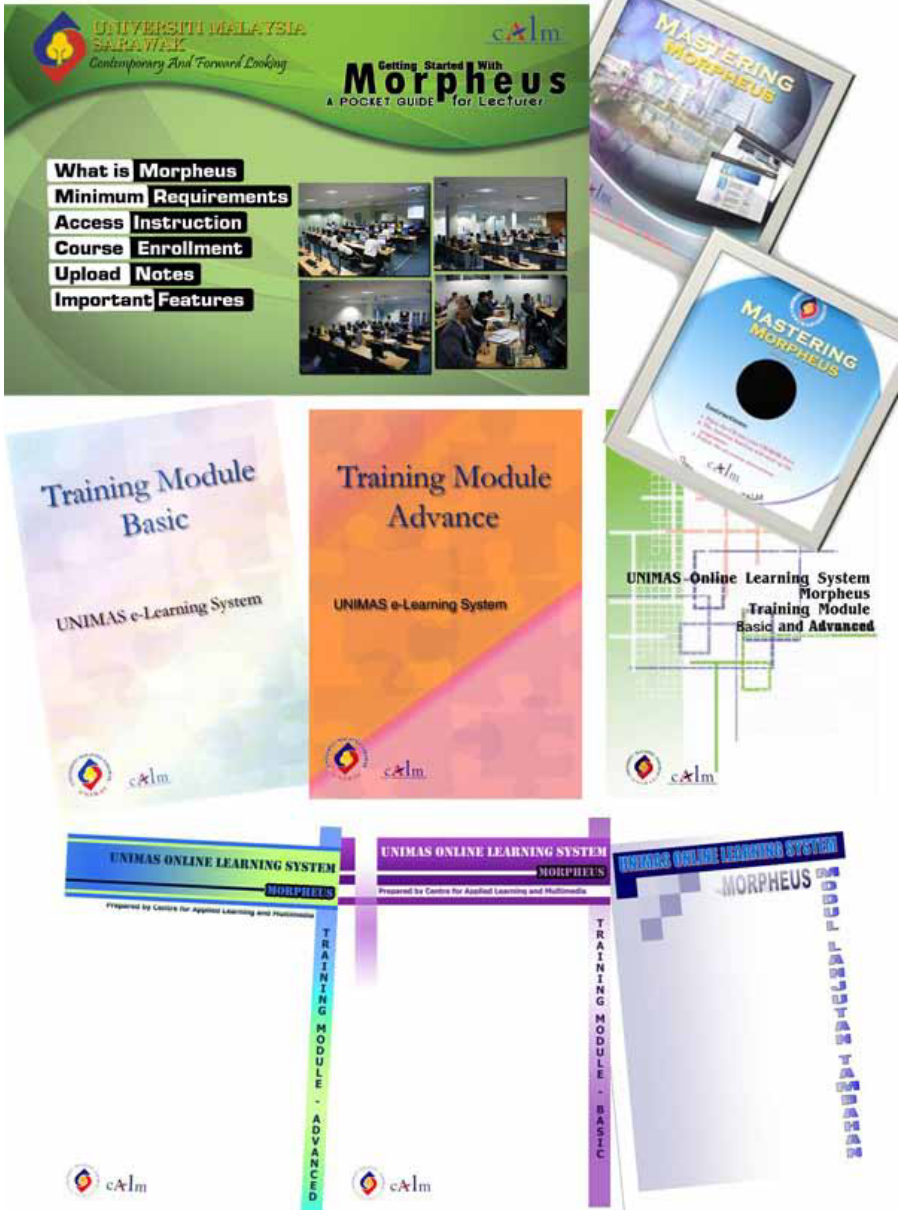 UNIVERSITI MALAYSIA
SARAWAK
Contemporary And Forward Looking
cAlm
Getting Started With
Morpheus
A POCKET GUIDE for Lecturer
What is Morpheus
Minimum Requirements
Access Instruction
Course Enrollment
Upload Notes
Important Features
MASTERING
MORPHEUS
cAlm
MASTERING
MORPHEUS
Instructions:
cAlm
Training Module
Basic
UNIMAS e-Learning System
cAlm
Training Module
Advance
UNIMAS e-Learning System
cAlm
UNIMAS Online Learning System
Morpheus
Training Module
Basic and Advanced
cAlm
UNIMAS ONLINE LEARNING SYSTEM
MORPHEUS
Prepared by Centre for Applied Learning and Multimedia
TRAINING MODULE - ADVANCED
cAlm
UNIMAS ONLINE LEARNING SYSTEM
MORPHEUS
Prepared by Centre for Applied Learning and Multimedia
TRAINING MODULE - BASIC
cAlm
UNIMAS ONLINE LEARNING SYSTEM
MORPHEUS
MODUL LANJUTAN TAMBAHAN